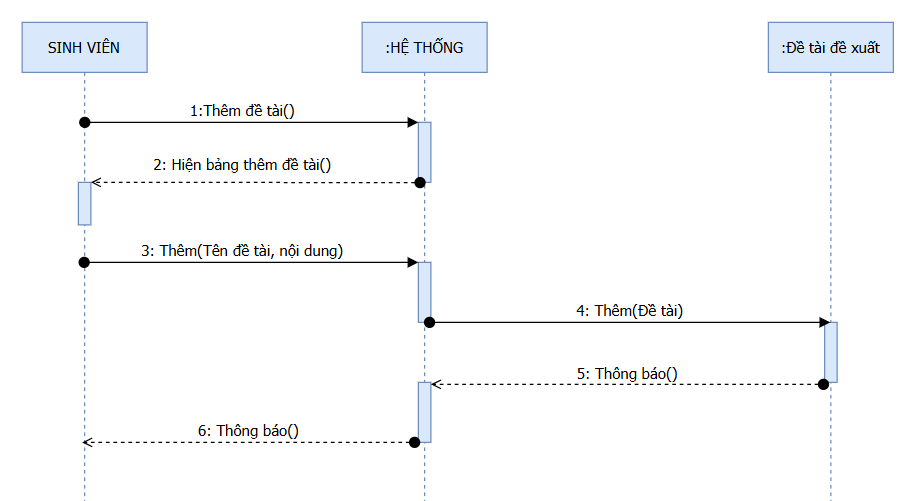 SINH VIÊN
:HỆ THỐNG
:Đề tài đề xuất
1:Thêm đề tài()
2: Hiện bảng thêm đề tài()
3: Thêm(Tên đề tài, nội dung)
4: Thêm(Đề tài)
5: Thông báo()
6: Thông báo()